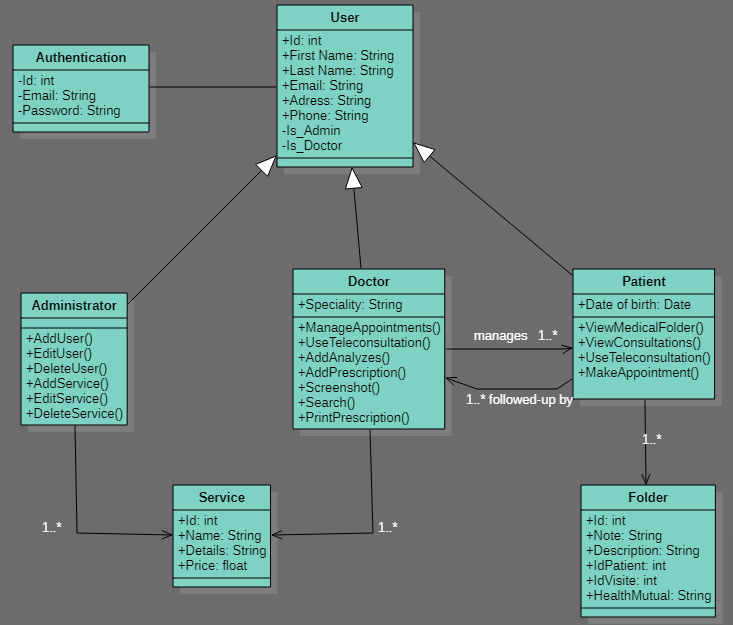 User
+Id: int
+First Name: String
+Last Name: String
+Email: String
+Adress: String
+Phone: String
-Is_Admin
-Is_Doctor
Authentication
-Id: int
-Email: String
-Password: String
Administrator
+AddUser()
+EditUser()
+DeleteUser()
+AddService()
+EditService()
+DeleteService()
Doctor
+Speciality: String
+ManageAppointments()
+UseTeleconsultation()
+AddAnalyzes()
+AddPrescription()
+Screenshot()
+Search()
+PrintPrescription()
manages 1..*
1..* followed-up by
Patient
+Date of birth: Date
+ViewMedicalFolder()
+ViewConsultations()
+UseTeleconsultation()
+MakeAppointment()
1..*
1..*
1..*
Service
+Id: int
+Name: String
+Details: String
+Price: float
Folder
+Id: int
+Note: String
+Description: String
+IdPatient: int
+IdVisite: int
+HealthMutual: String